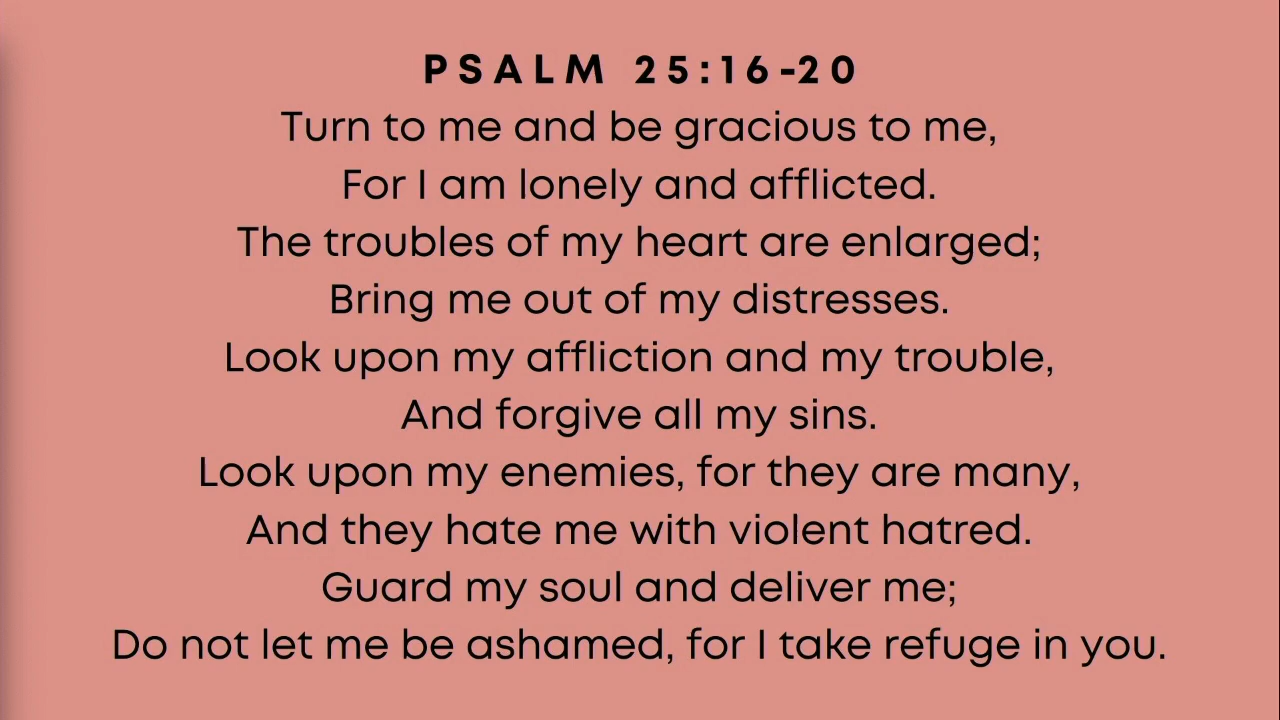 PSALM 25:16-20
Turn to me and be gracious to me,
For I am lonely and afflicted.
The troubles of my heart are enlarged;
Bring me out of my distresses.
Look upon my affliction and my trouble,
And forgive all my sins.
Look upon my enemies, for they are many,
And they hate me with violent hatred.
Guard my soul and deliver me;
Do not let me be ashamed, for I take refuge in you.